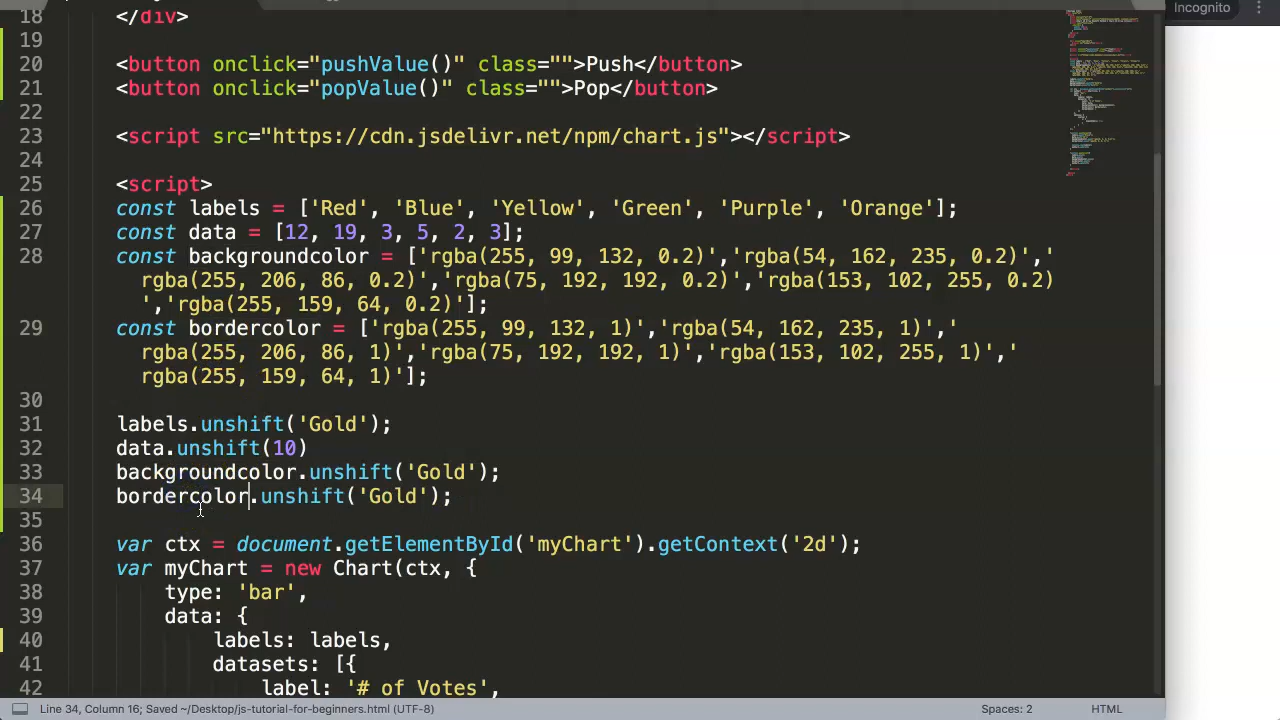 Incognito
18 </div>
19
20 <button onclick="pushValue()" class="">Push</button>
21 <button onclick="popValue()" class="">Pop</button>
22
23 <script src="https://cdn.jsdelivr.net/npm/chart.js"></script>
24
25 <script>
26 const labels = ['Red', 'Blue', 'Yellow', 'Green', 'Purple', 'Orange'];
27 const data = [12, 19, 3, 5, 2, 3];
28 const backgroundcolor = ['rgba(255, 99, 132, 0.2)','rgba(54, 162, 235, 0.2)','
rgba(255, 206, 86, 0.2)','rgba(75, 192, 192, 0.2)','rgba(153, 102, 255, 0.2)
','rgba(255, 159, 64, 0.2)'];
29 const bordercolor = ['rgba(255, 99, 132, 1)','rgba(54, 162, 235, 1)','
rgba(255, 206, 86, 1)','rgba(75, 192, 192, 1)','rgba(153, 102, 255, 1)','
rgba(255, 159, 64, 1)'];
30
31 labels.unshift('Gold');
32 data.unshift(10)
33 backgroundcolor.unshift('Gold');
34 bordercolor.unshift('Gold');
35
36 var ctx = document.getElementById('myChart').getContext('2d');
37 var myChart = new Chart(ctx, {
38 type: 'bar',
39 data: {
40 labels: labels,
41 datasets: [{
42 label: '# of Votes',
Line 34, Column 16; Saved ~/Desktop/js-tutorial-for-beginners.html (UTF-8) Spaces: 2 HTML